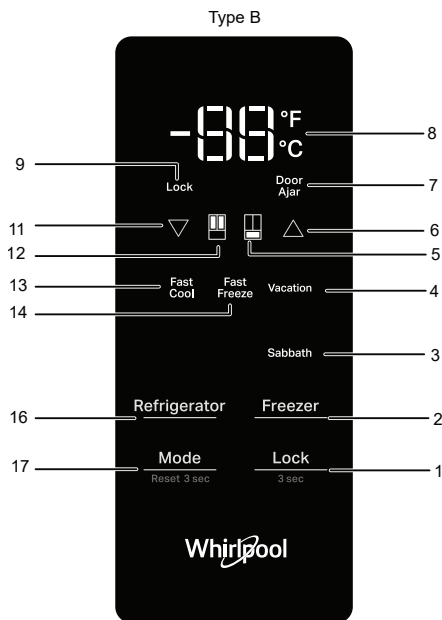 Type B
-88 °F
°C
8
9
Lock
Door
Ajar
7
11
6
12
5
13
Fast
Cool
Fast
Freeze
Vacation
4
14
Sabbath
3
Refrigerator
Freezer
16
2
Mode
Lock
17
Reset 3 sec
3 sec
1
Whirlpool